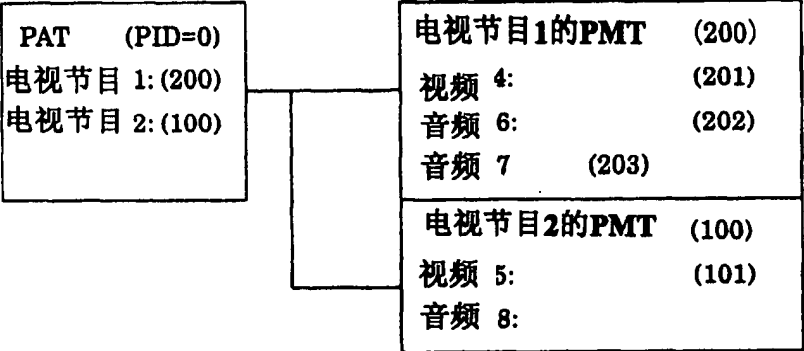 PAT (PID=0)
电视节目 1: (200)
电视节目 2: (100)
电视节目1的PMT (200)
视频 4: (201)
音频 6: (202)
音频 7 (203)
电视节目2的PMT (100)
视频 5: (101)
音频 8: